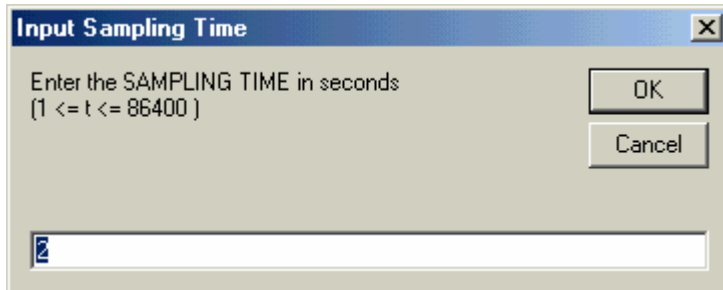 Input Sampling Time
Enter the SAMPLING TIME in seconds
(1 <= t <= 86400 )
OK
Cancel
2